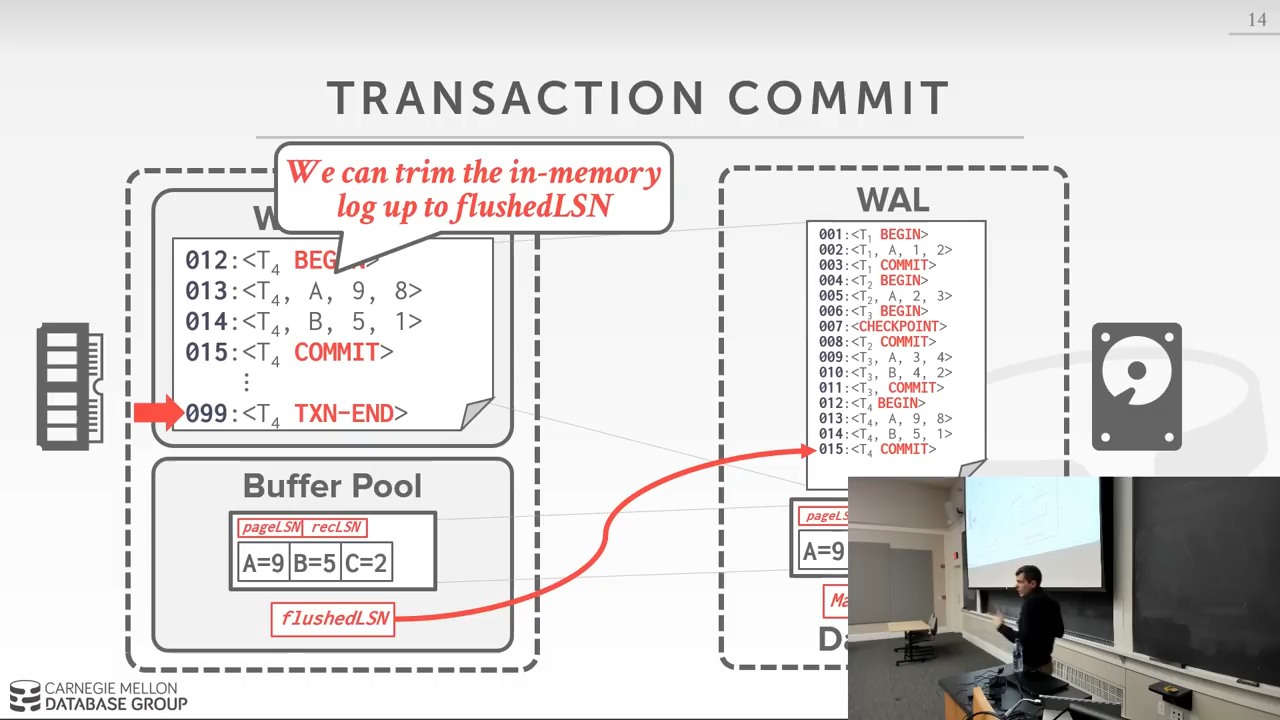 14
TRANSACTION COMMIT
We can trim the in-memory
log up to flushedLSN
012:<T4 BEGIN>
013:<T4, A, 9, 8>
014:<T4, B, 5, 1>
015:<T4 COMMIT>
⋮
099:<T4 TXN-END>
Buffer Pool
pageLSN recLSN
A=9 B=5 C=2
flushedLSN
WAL
001:<T1 BEGIN>
002:<T1, A, 1, 2>
003:<T1 COMMIT>
004:<T2 BEGIN>
005:<T2, A, 2, 3>
006:<T3 BEGIN>
007:<CHECKPOINT>
008:<T2 COMMIT>
009:<T3, A, 3, 4>
010:<T3, B, 4, 2>
011:<T3, COMMIT>
012:<T4 BEGIN>
013:<T4, A, 9, 8>
014:<T4, B, 5, 1>
015:<T4 COMMIT>
A=9
CARNEGIE MELLON
DATABASE GROUP